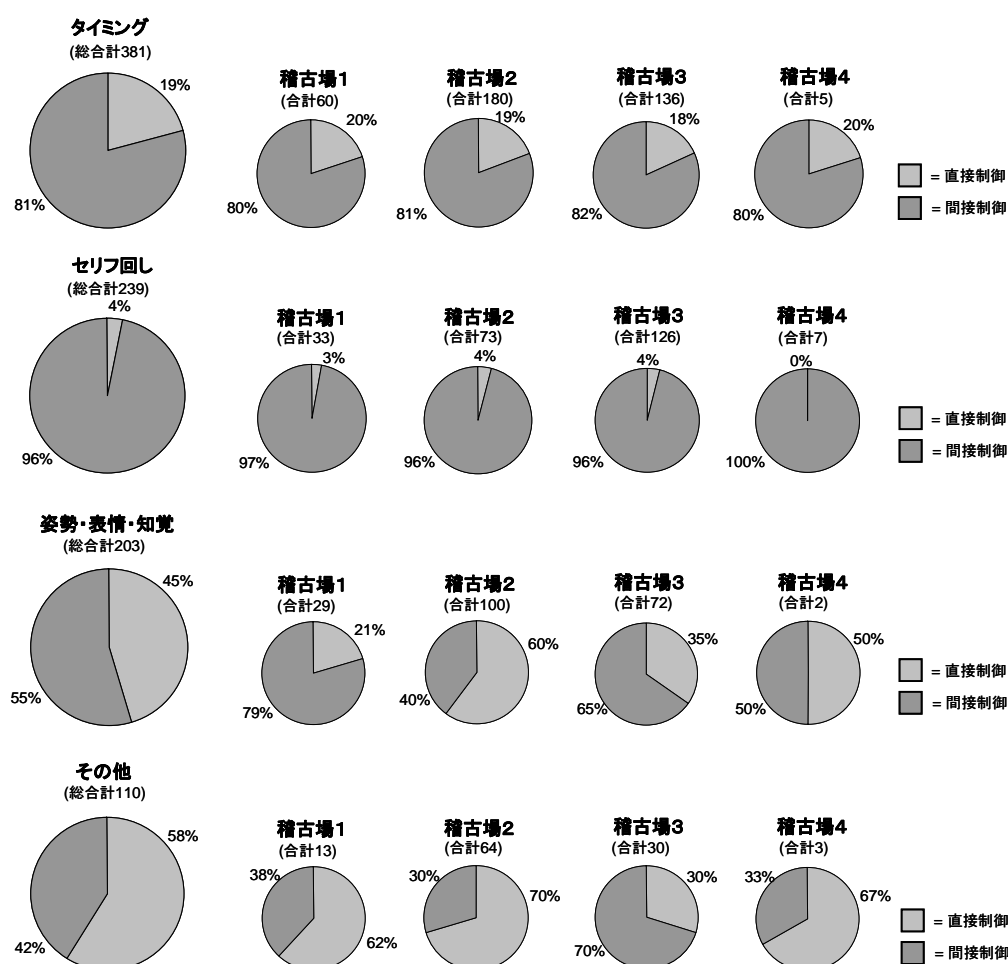 タイミング
(総合計381)
19%
81%
稽古場1
(合計60)
20%
80%
稽古場2
(合計180)
19%
81%
稽古場3
(合計136)
18%
82%
稽古場4
(合計5)
20%
80%
= 直接制御
= 間接制御
セリフ回し
(総合計239)
4%
96%
稽古場1
(合計33)
3%
97%
稽古場2
(合計73)
4%
96%
稽古場3
(合計126)
4%
96%
稽古場4
(合計7)
0%
100%
= 直接制御
= 間接制御
姿勢・表情・知覚
(総合計203)
45%
55%
稽古場1
(合計29)
21%
79%
稽古場2
(合計100)
60%
40%
稽古場3
(合計72)
35%
65%
稽古場4
(合計2)
50%
50%
= 直接制御
= 間接制御
その他
(総合計110)
58%
42%
稽古場1
(合計13)
38%
62%
稽古場2
(合計64)
30%
70%
稽古場3
(合計30)
30%
70%
稽古場4
(合計3)
33%
67%
= 直接制御
= 間接制御